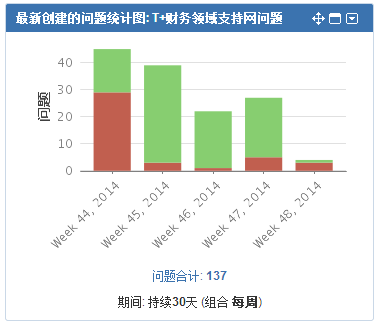 最新创建的问题统计图: T+财务领域支持网问题
问题
40
30
20
10
0
Week 44, 2014
Week 45, 2014
Week 46, 2014
Week 47, 2014
Week 48, 2014
问题合计: 137
期间: 持续30天 (组合 每周)